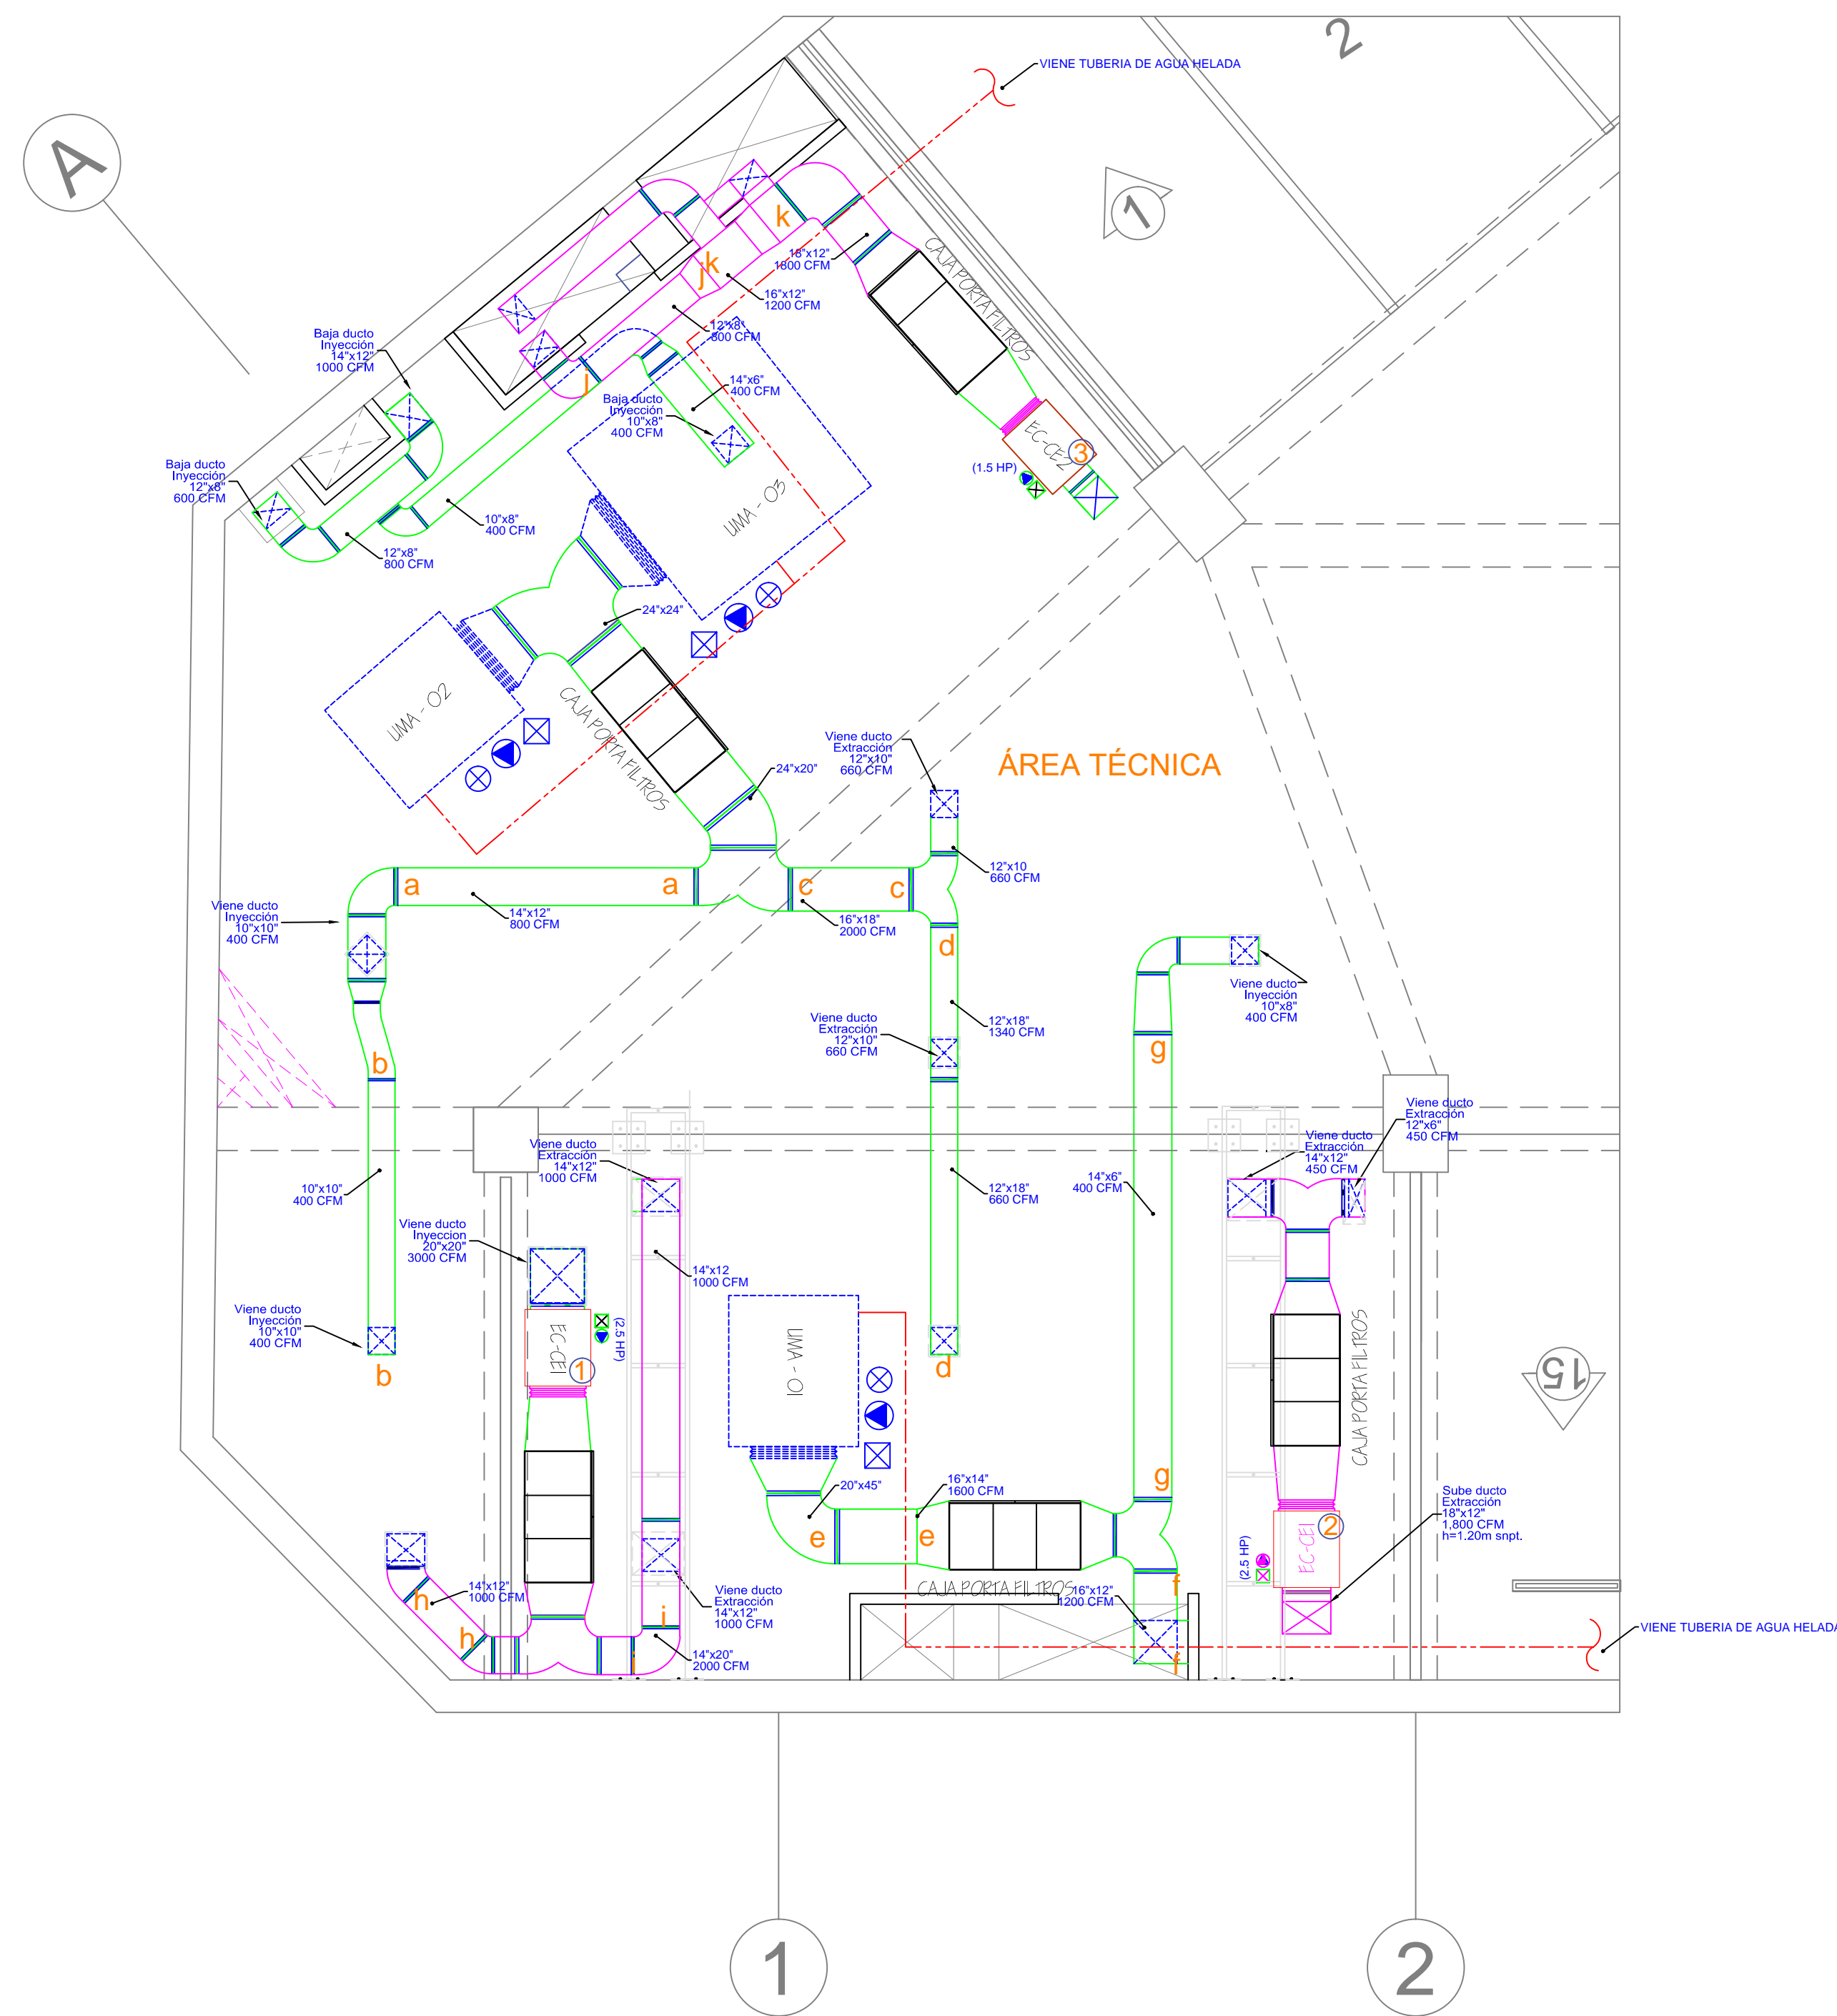 2
VIENE TUBERIA DE AGUA HELADA
A
1
k
18"x12"
1800 CFM
CAJA PORTA FILTROS
k
j
16"x12"
1200 CFM
12"x8"
800 CFM
Baja ducto
Inyección
14"x12"
1000 CFM
j
14"x6"
400 CFM
Baja ducto
Inyección
10"x8"
400 CFM
EC-CE2
3
(1.5 HP)
Baja ducto
Inyección
12"x8"
600 CFM
UMA - 03
10"x8"
400 CFM
12"x8"
800 CFM
24"x24"
UMA - 02
CAJA PORTA FILTROS
Viene ducto
Extracción
12"x10"
660 CFM
ÁREA TÉCNICA
24"x20"
12"x10
660 CFM
a
a
c
c
Viene ducto
Inyección
10"x10"
400 CFM
14"x12"
800 CFM
16"x18"
2000 CFM
d
Viene ducto
Inyección
10"x8"
400 CFM
Viene ducto
Extracción
12"x10"
660 CFM
12"x18"
1340 CFM
g
b
Viene ducto
Extracción
12"x6"
450 CFM
Viene ducto
Extracción
14"x12"
450 CFM
Viene ducto
Extracción
14"x12"
1000 CFM
10"x10"
400 CFM
12"x18"
660 CFM
14"x6"
400 CFM
Viene ducto
Inyeccion
20"x20"
3000 CFM
14"x12
1000 CFM
Viene ducto
Inyección
10"x10"
400 CFM
b
EC-CE1
1
(2.5 HP)
UMA - 01
d
CAJA PORTA FILTROS
15
g
20"x45"
16"x14"
1600 CFM
e
e
Sube ducto
Extracción
18"x12"
1,800 CFM
h=1.20m snpt.
EC-CE1
2
(2.5 HP)
CAJA PORTA FILTROS
16"x12"
1200 CFM
f
f
Viene ducto
Extracción
14"x12"
1000 CFM
h
14"x12"
1000 CFM
h
i
i
14"x20"
2000 CFM
VIENE TUBERIA DE AGUA HELADA
1
2